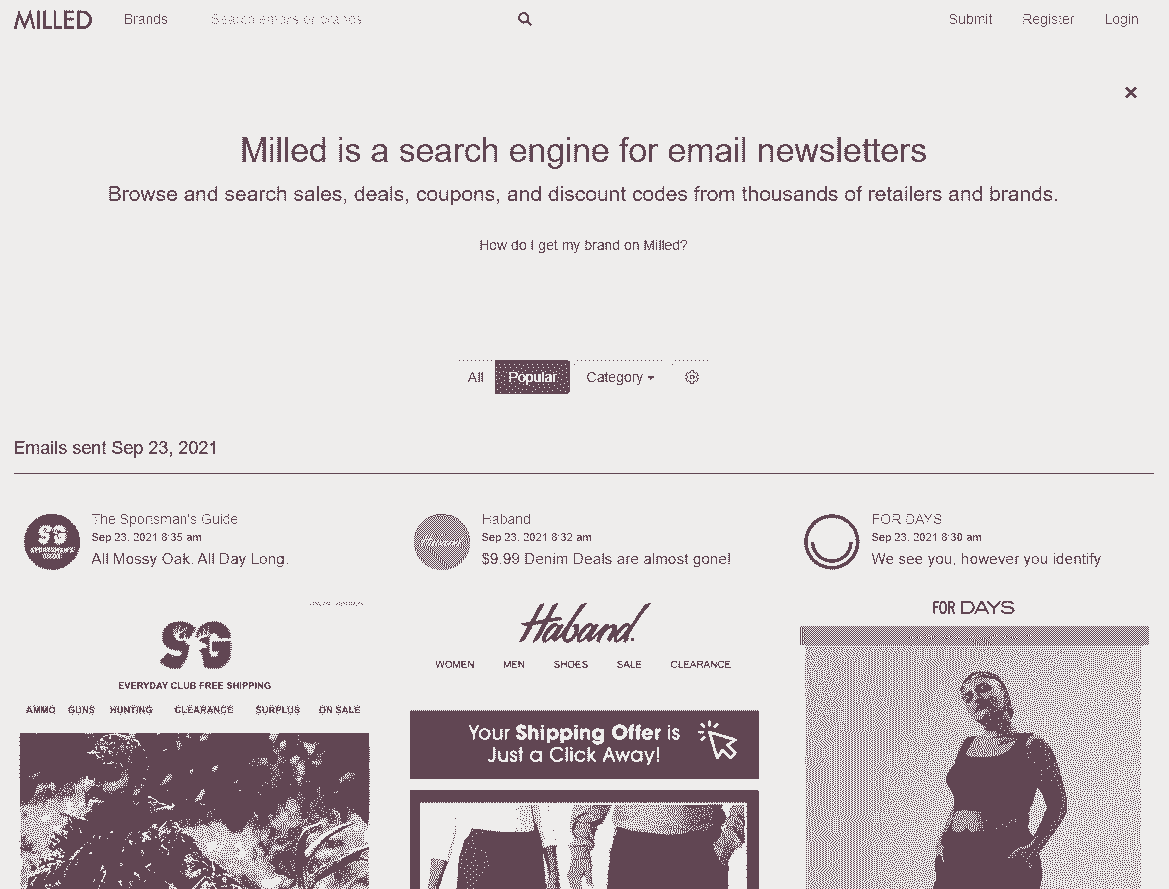 MILLED
Brands
Search emails or brands
Submit
Register
Login
×
Milled is a search engine for email newsletters
Browse and search sales, deals, coupons, and discount codes from thousands of retailers and brands.
How do I get my brand on Milled?
All
Popular
Category
Emails sent Sep 23, 2021
The Sportsman's Guide
Sep 23, 2021 8:35 am
All Mossy Oak. All Day Long.
SG
EVERYDAY CLUB FREE SHIPPING
AMMO GUNS HUNTING CLEARANCE SURPLUS ON SALE
Haband
Sep 23, 2021 8:32 am
$9.99 Denim Deals are almost gone!
Haband.
WOMEN MEN SHOES SALE CLEARANCE
Your Shipping Offer is
Just a Click Away!
FOR DAYS
Sep 23, 2021 8:30 am
We see you, however you identify
FOR DAYS